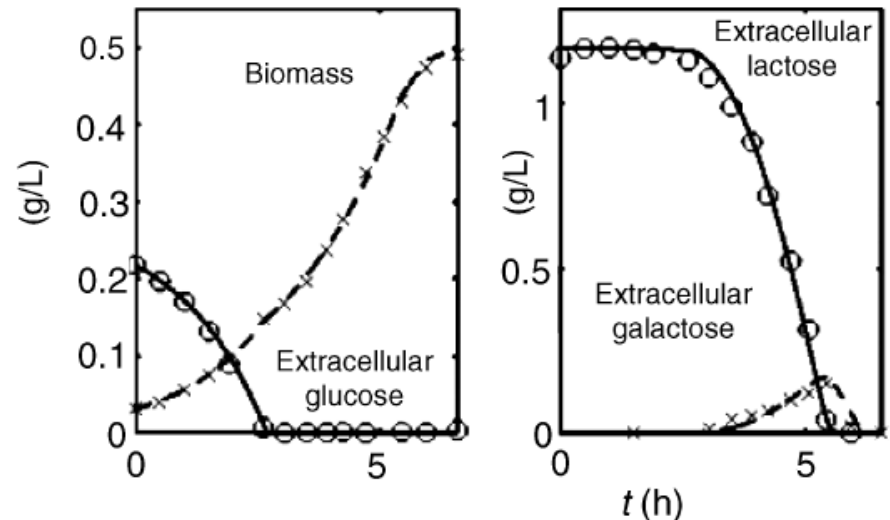 0.5
0.4
0.3
0.2
0.1
0
(g/L)
Biomass
Extracellular
glucose
0
5
1
0.5
0
(g/L)
Extracellular
lactose
Extracellular
galactose
0
5
t (h)